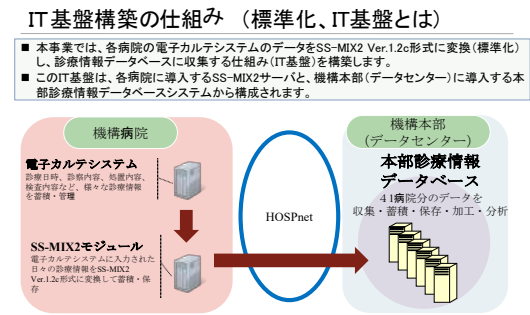 IT基盤構築の仕組み （標準化、IT基盤とは）
■ 本事業では、各病院の電子カルテシステムのデータをSS-MIX2 Ver.1.2c形式に変換（標準化）
し、診療情報データベースに収集する仕組み（IT基盤）を構築します。
■ このIT基盤は、各病院に導入するSS-MIX2サーバと、機構本部（データセンター）に導入する本
部診療情報データベースシステムから構成されます。
機構病院
電子カルテシステム
診療日時、診察内容、処置内容、
検査内容など、様々な診療情報
を蓄積・管理
SS-MIX2モジュール
電子カルテシステムに入力された
日々の診療情報をSS-MIX2
Ver.1.2c形式に変換して蓄積・保
存
HOSPnet
機構本部
（データセンター）
本部診療情報
データベース
41病院分のデータを
収集・蓄積・保存・加工・分析